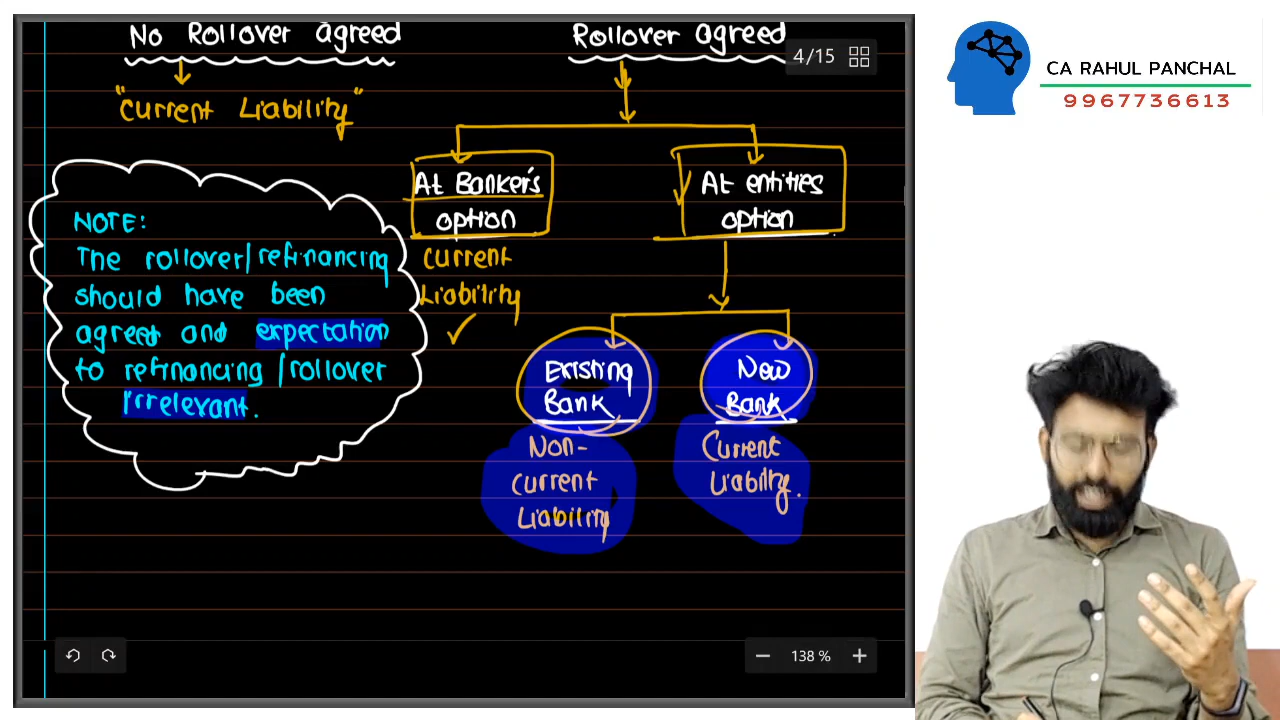 No Rollover agreed
Rollover agreed
4/15
"Current Liability"
At Banker's
option
Current
Liability
At entities
option
NOTE:
The rollover/refinancing
should have been
agreed and expectation
to refinancing/rollover
irrelevant.
Existing
Bank
Non-
Current
Liability
New
Bank
Current
Liability.
138 %
CA RAHUL PANCHAL
9967736613